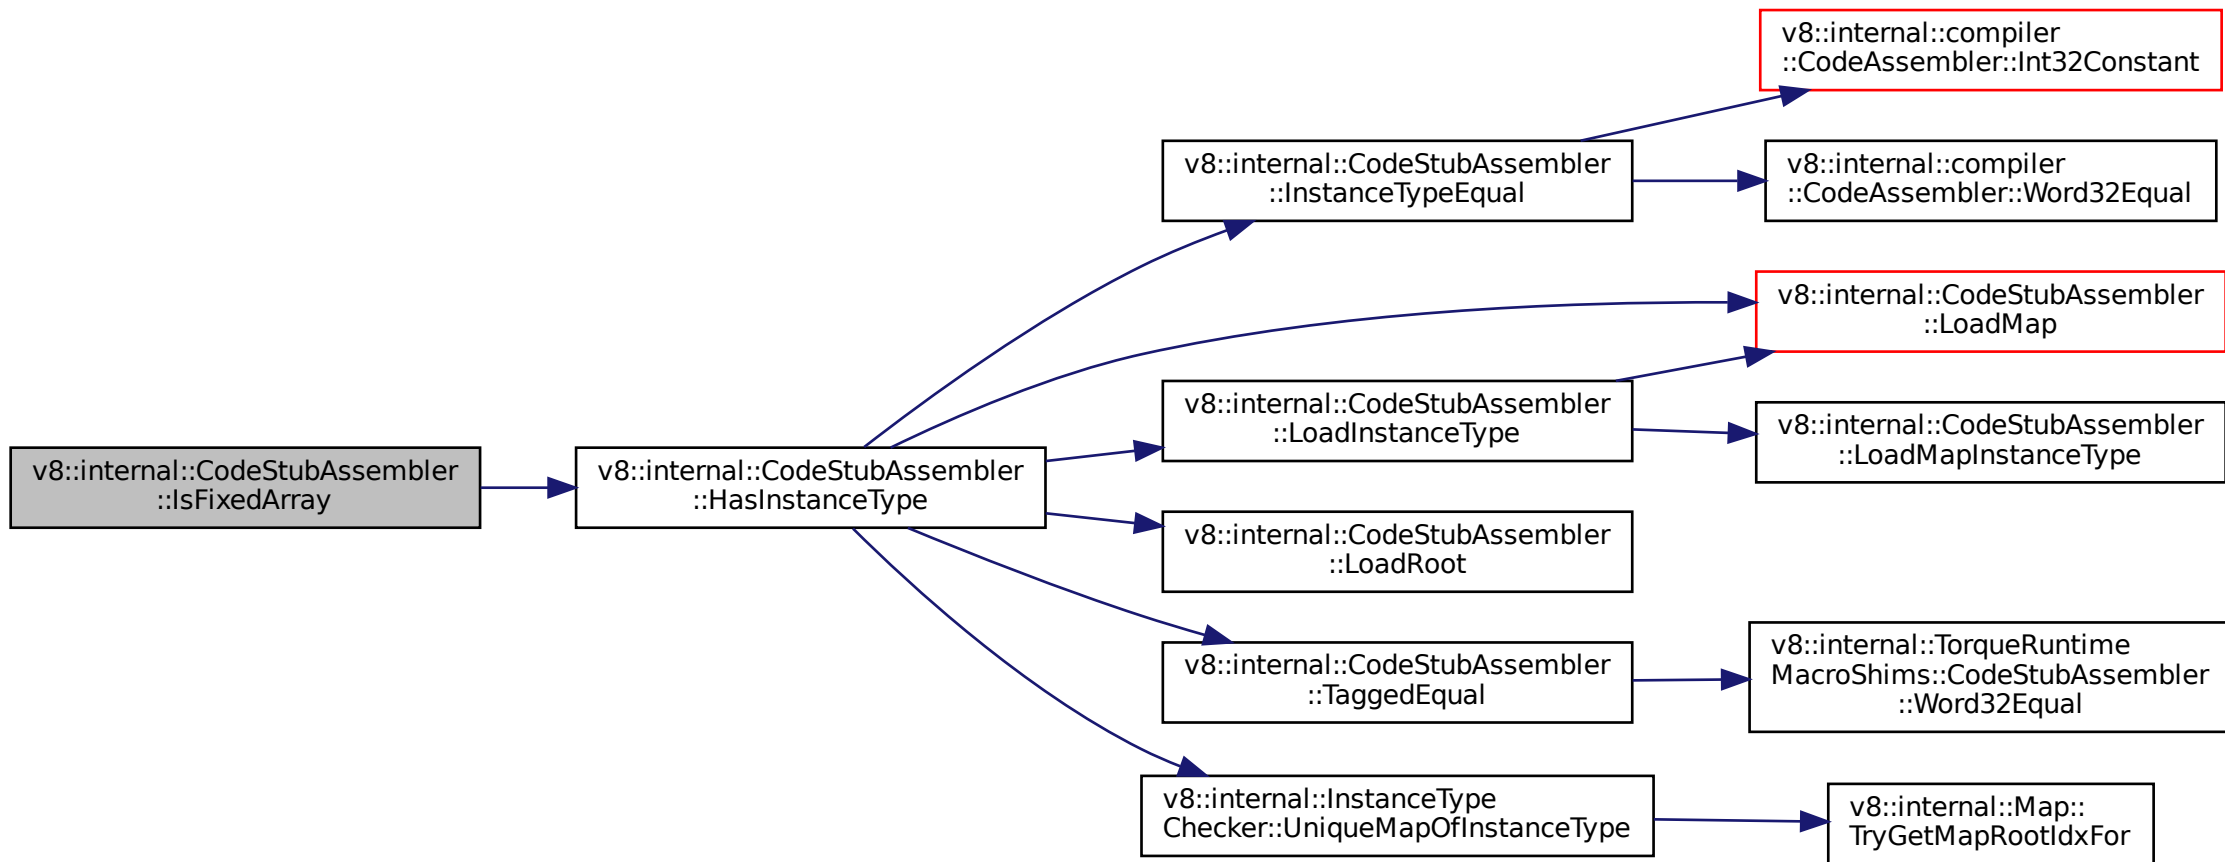 v8::internal::compiler
::CodeAssembler::Int32Constant
v8::internal::CodeStubAssembler
::InstanceTypeEqual
v8::internal::compiler
::CodeAssembler::Word32Equal
v8::internal::CodeStubAssembler
::LoadMap
v8::internal::CodeStubAssembler
::LoadInstanceType
v8::internal::CodeStubAssembler
::LoadMapInstanceType
v8::internal::CodeStubAssembler
::IsFixedArray
v8::internal::CodeStubAssembler
::HasInstanceType
v8::internal::CodeStubAssembler
::LoadRoot
v8::internal::CodeStubAssembler
::TaggedEqual
v8::internal::TorqueRuntime
MacroShims::CodeStubAssembler
::Word32Equal
v8::internal::InstanceType
Checker::UniqueMapOfInstanceType
v8::internal::Map::
TryGetMapRootIdxFor